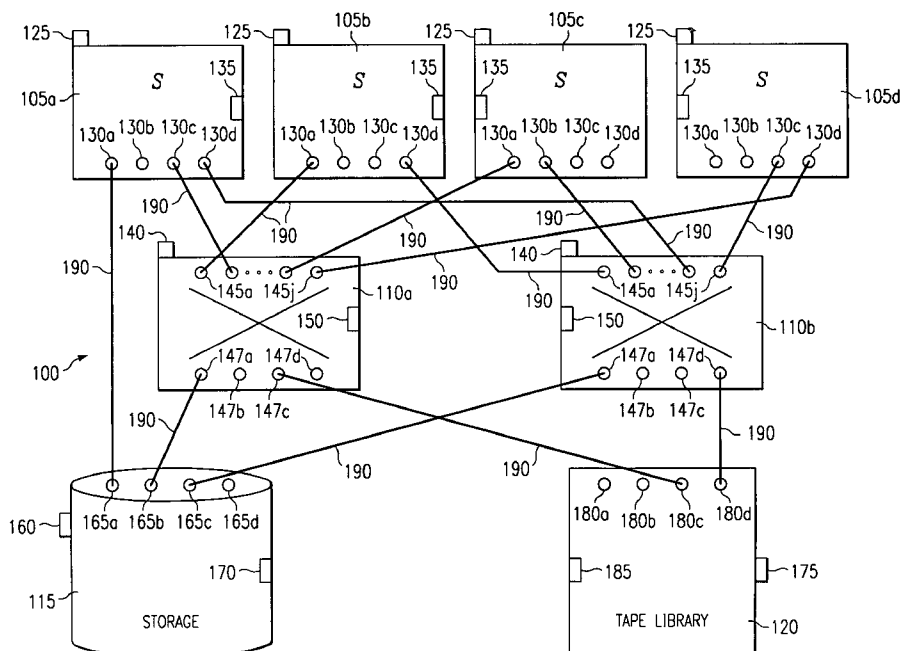 105b 105c
125 125 125 125
S S S S
135 135 135
105a 105d
130a 130b 130c 130d 130a 130b 130c 130d 130a 130b 130c 130d 130a 130b 130c 130d
190 190 190 190 190 190
140 190 190 140 190
145a 145j 110a 145a 145j
150 150 110b
100 147a 147d 147a 147d
147b 147c 147b 147c
190 190 190 190
165a 165b 165c 165d 180a 180b 180c 180d
160
170 185 175
115 STORAGE TAPE LIBRARY 120